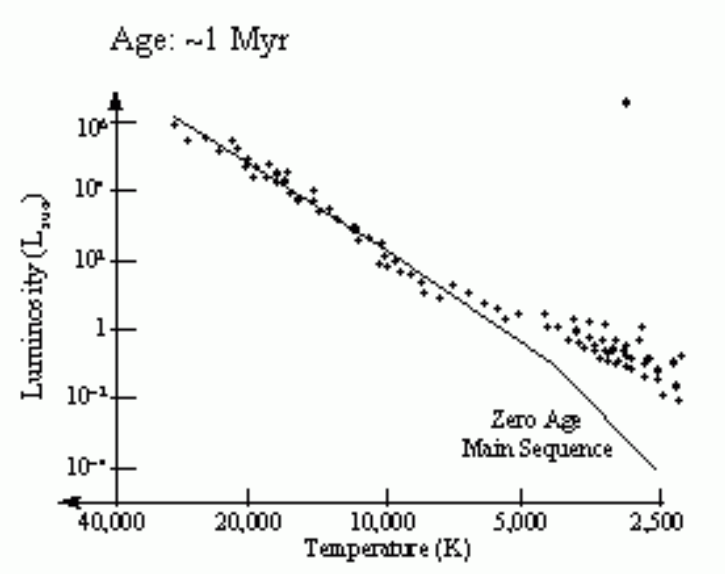 Age: ~1 Myr
Luminosity (Lsun)
1
Zero Age
Main Sequence
40,000 20,000 10,000 5,000 2,500
Temperature (K)